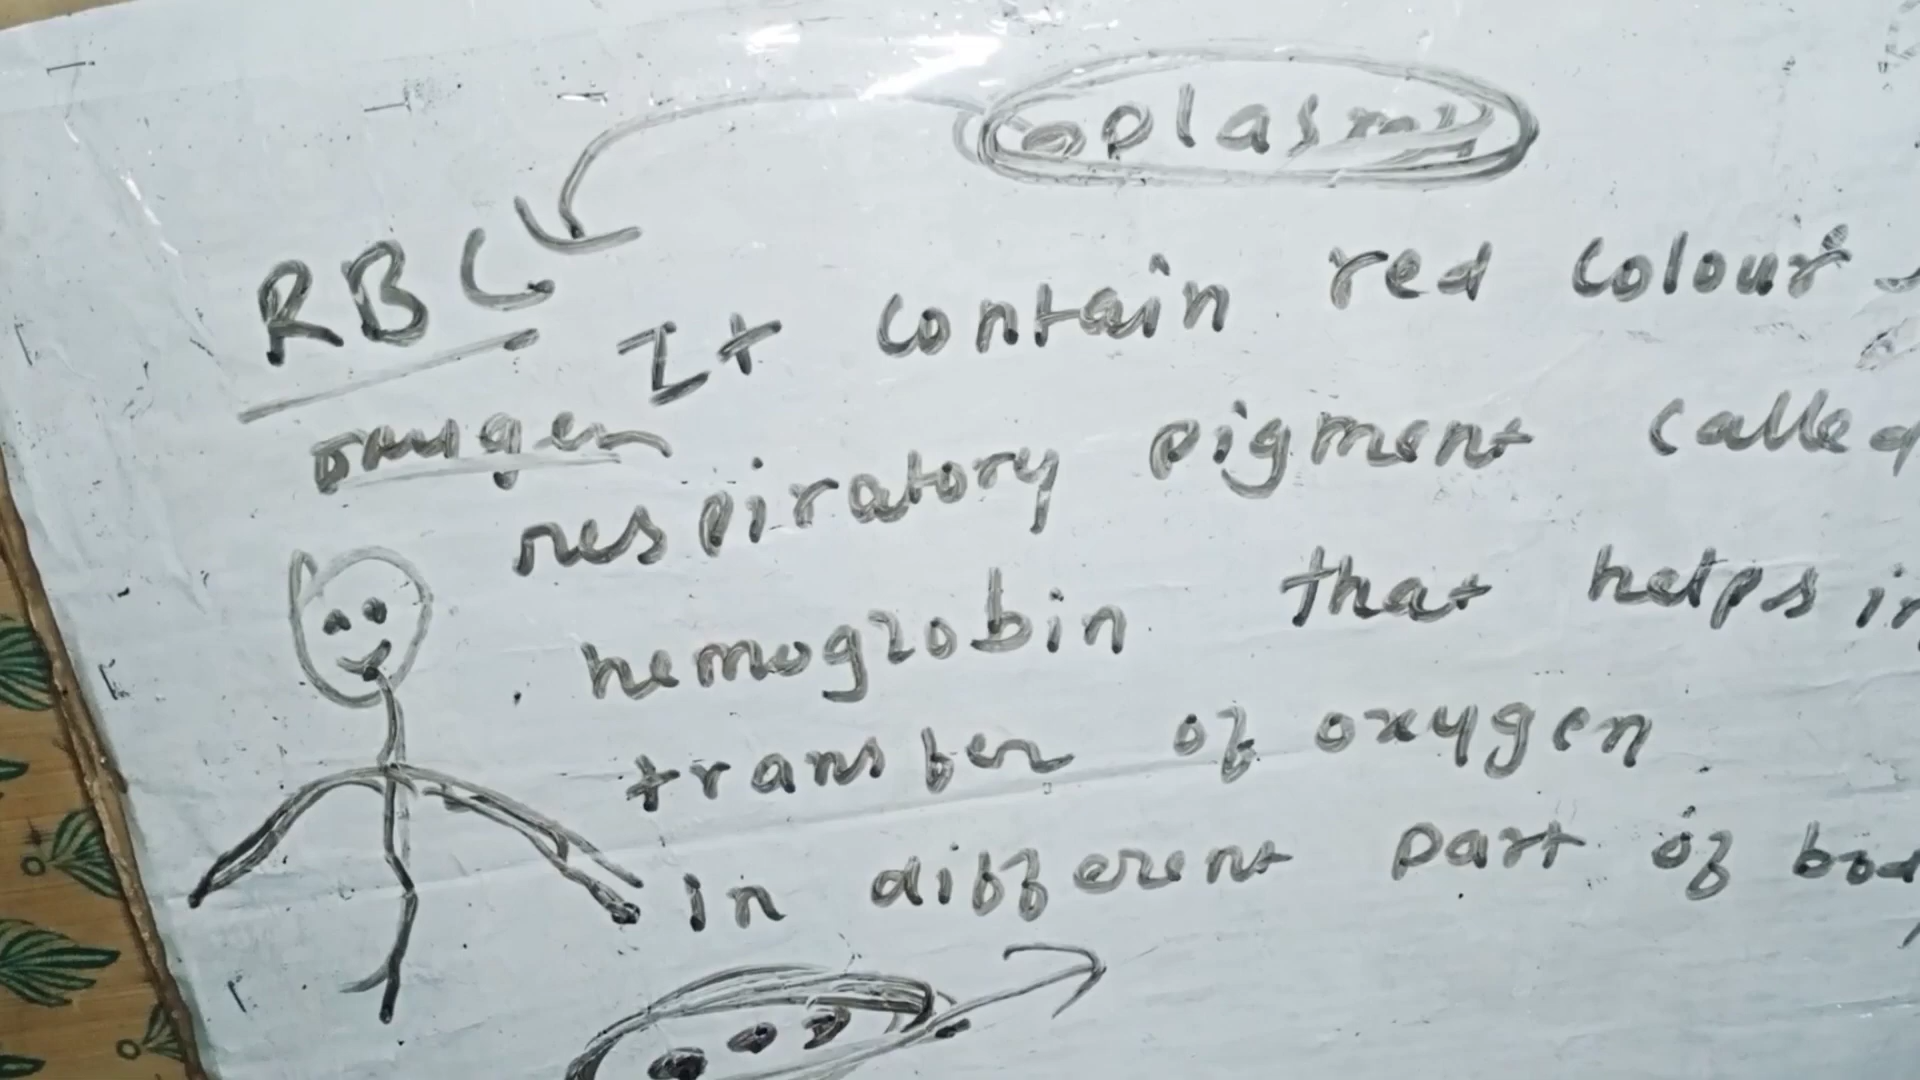 plasma
RBC
It contain red colour
oxygen
respiratory pigment called
hemoglobin that helps in
transfer of oxygen
in different part of